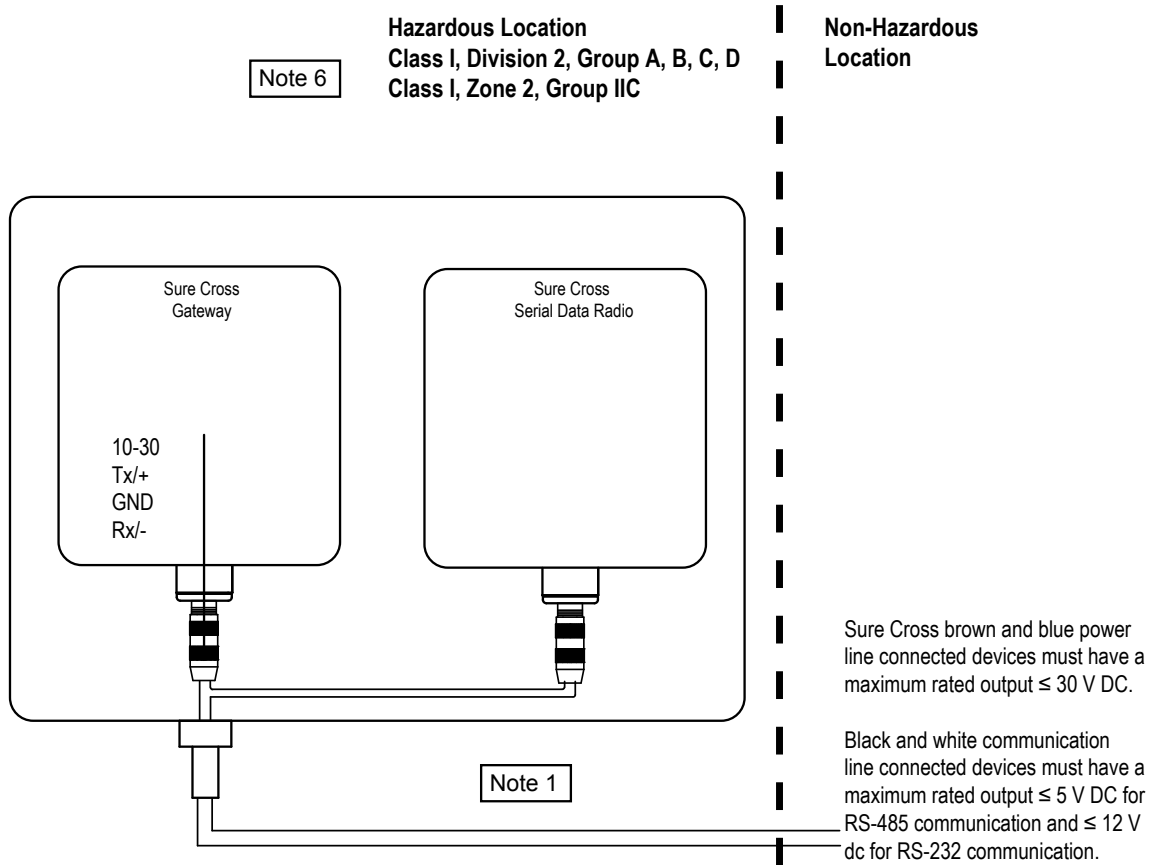 Hazardous Location
Class I, Division 2, Group A, B, C, D
Class I, Zone 2, Group IIC
Note 6
Non-Hazardous
Location
Sure Cross
Gateway
Sure Cross
Serial Data Radio
10-30
Tx/+
GND
Rx/-
Note 1
Sure Cross brown and blue power
line connected devices must have a
maximum rated output ≤ 30 V DC.
Black and white communication
line connected devices must have a
maximum rated output ≤ 5 V DC for
RS-485 communication and ≤ 12 V
dc for RS-232 communication.